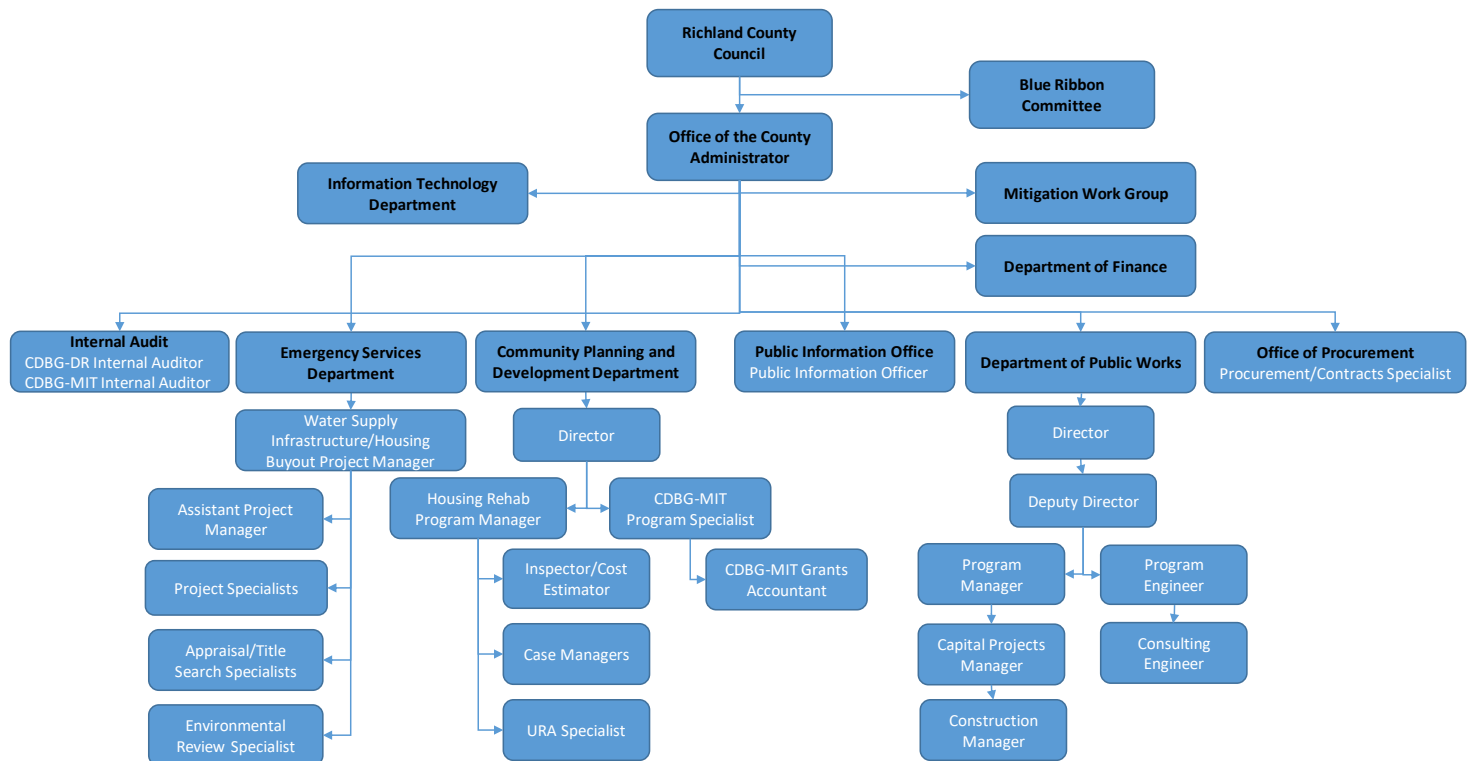 Richland County
Council
Blue Ribbon
Committee
Office of the County
Administrator
Information Technology
Department
Mitigation Work Group
Department of Finance
Internal Audit
CDBG-DR Internal Auditor
CDBG-MIT Internal Auditor
Emergency Services
Department
Community Planning and
Development Department
Public Information Office
Public Information Officer
Department of Public Works
Office of Procurement
Procurement/Contracts Specialist
Water Supply
Infrastructure/Housing
Buyout Project Manager
Assistant Project
Manager
Project Specialists
Appraisal/Title
Search Specialists
Environmental
Review Specialist
Director
Housing Rehab
Program Manager
CDBG-MIT
Program Specialist
Inspector/Cost
Estimator
Case Managers
URA Specialist
CDBG-MIT Grants
Accountant
Director
Deputy Director
Program
Manager
Program
Engineer
Capital Projects
Manager
Consulting
Engineer
Construction
Manager